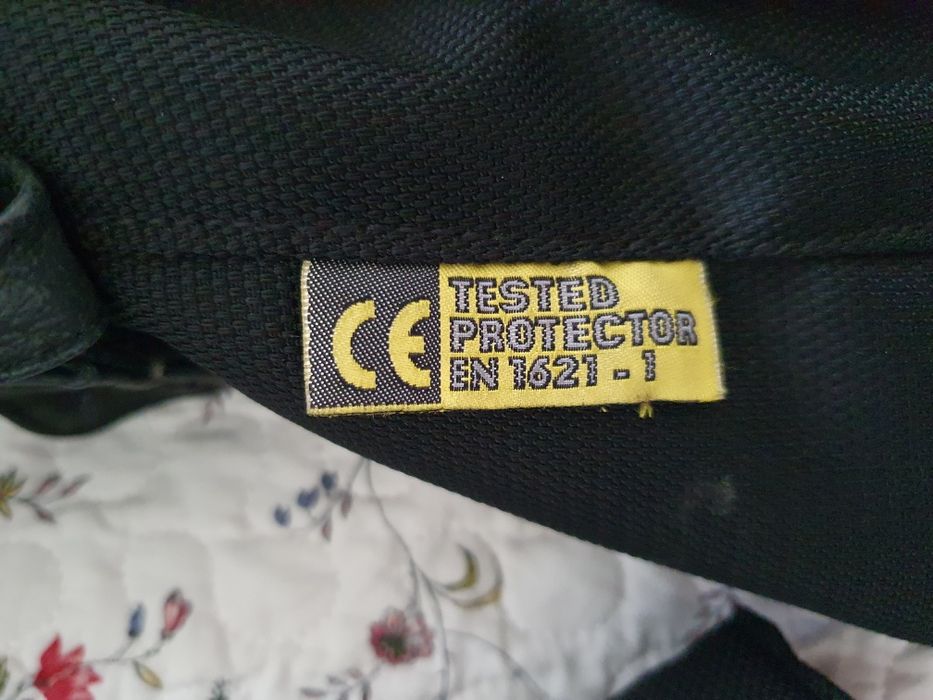 CE
TESTED
PROTECTOR
EN 1621 - 1